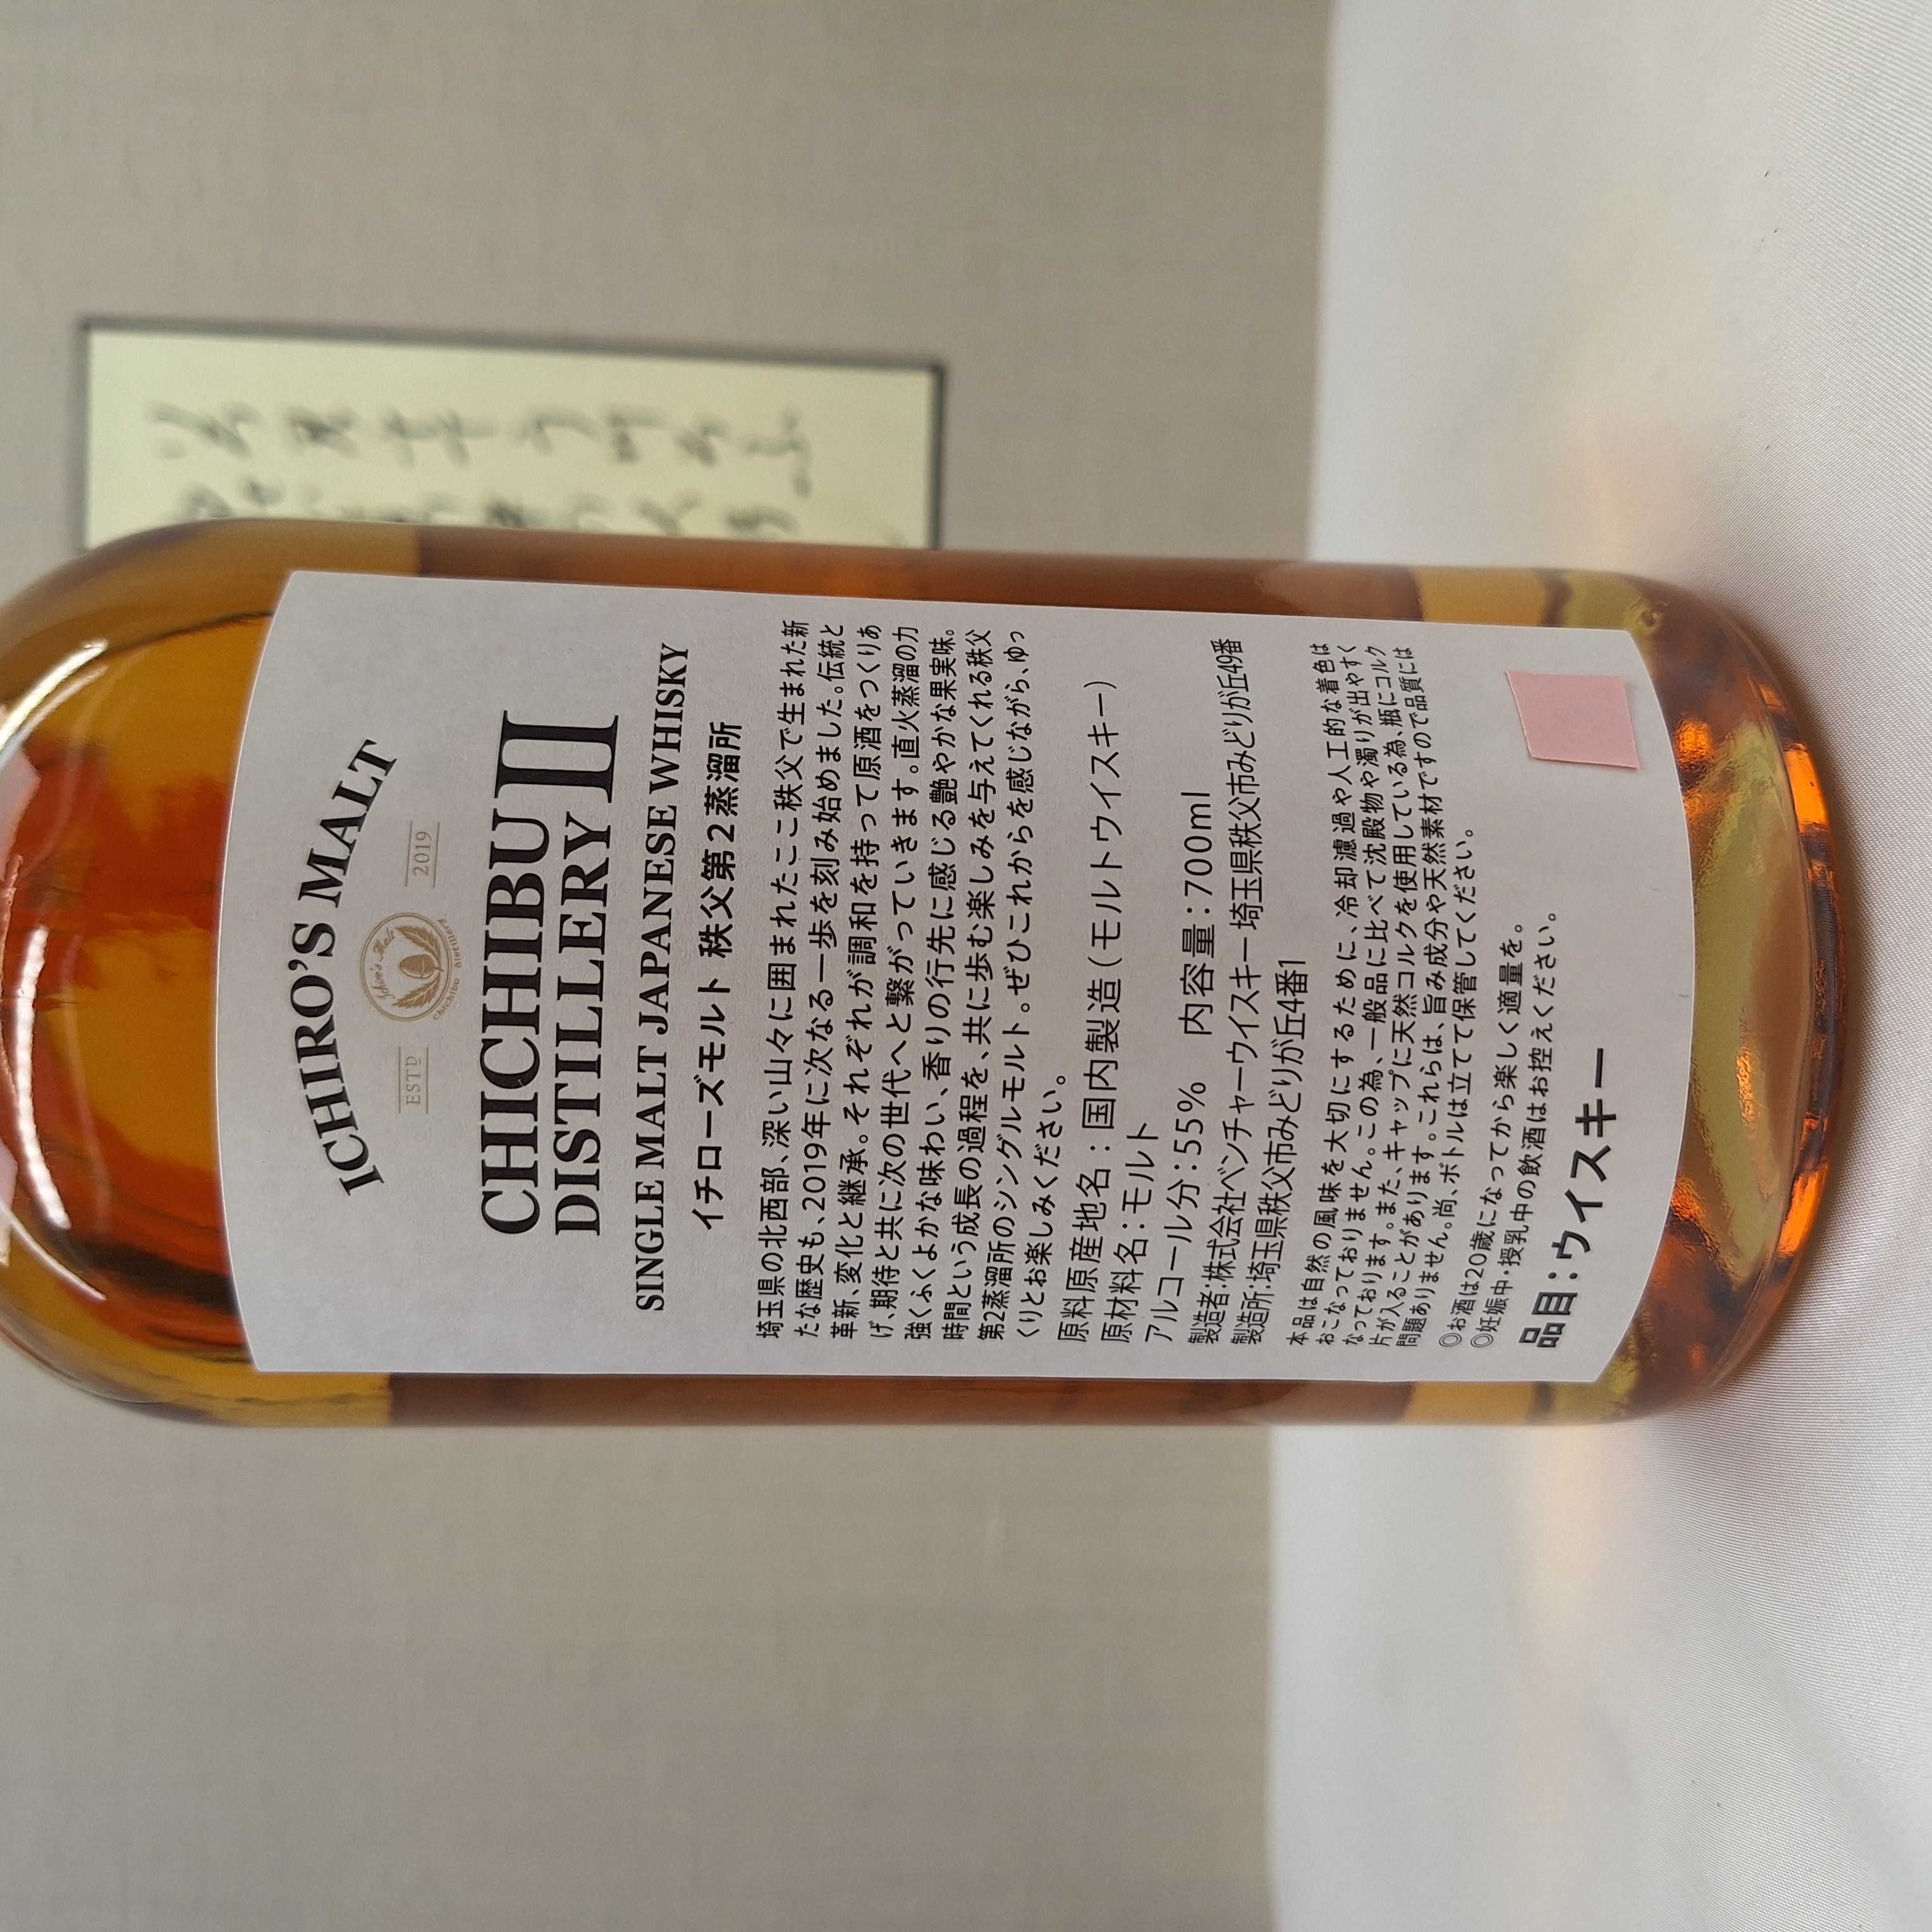 ICHIRO'S MALT
ESTD 2019
Ichiro's Malt
Chichibu Distillery
CHICHIBU
DISTILLERY II
SINGLE MALT JAPANESE WHISKY
イチローズモルト 秩父第2蒸溜所
埼玉県の北西部、深い山々に囲まれたここ秩父で生まれた新
たな歴史も、2019年に次なる一歩を刻み始めました。伝統と
革新、変化と継承。それぞれが調和を持って原酒をつくりあ
げ、期待と共に次の世代へと繋がっていきます。直火蒸溜の力
強くふくよかな味わい、香りの行先に感じる艶やかな果実味。
時間という成長の過程を、共に歩む楽しみを与えてくれる秩父
第2蒸溜所のシングルモルト。ぜひこれからを感じながら、ゆっ
くりとお楽しみください。
原料原産地名：国内製造（モルトウイスキー）
原材料名：モルト
アルコール分：55% 内容量：700ml
製造者：株式会社ベンチャーウイスキー埼玉県秩父市みどりが丘49番
製造所：埼玉県秩父市みどりが丘4番1
本品は自然の風味を大切にするために、冷却濾過や人工的な着色は
おこなっておりません。この為、一般品に比べて沈殿物や濁りが出やすく
なっております。また、キャップに天然コルクを使用している為、瓶にコルク
片が入ることがあります。これらは、旨み成分や天然素材ですので品質には
問題ありません。尚、ボトルは立てて保管してください。
◎お酒は20歳になってから楽しく適量を。
◎妊娠中・授乳中の飲酒はお控えください。
品目：ウイスキー